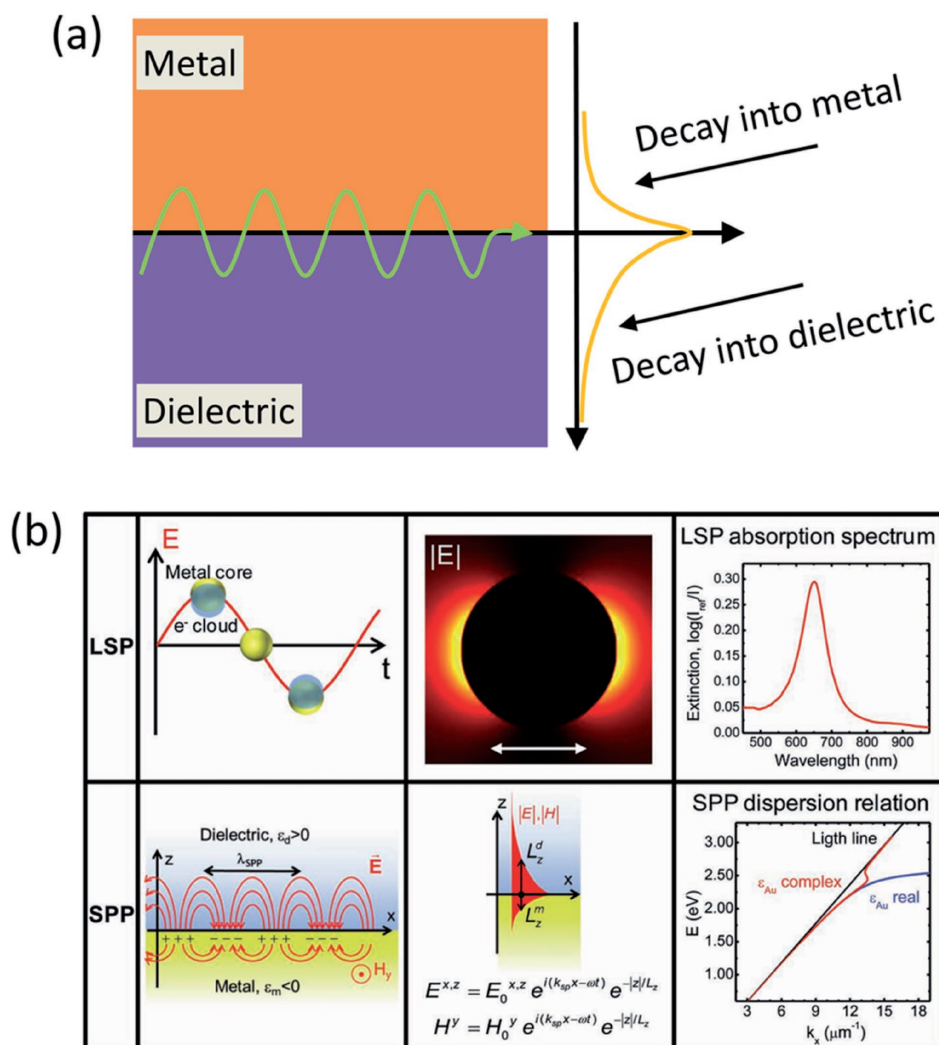 (a)
Metal
Decay into metal
Decay into dielectric
Dielectric
(b)
LSP
E
Metal core
e⁻ cloud
t
|E|
LSP absorption spectrum
Extinction, log(I_ref/I)
0.30
0.25
0.20
0.15
0.10
0.05
0.00
500 600 700 800 900
Wavelength (nm)
SPP
Dielectric, ε_d>0
z
λ_SPP
E⃗
x
+ + + - - - + + + - - -
H_y
Metal, ε_m<0
z
|E|,|H|
L_z^d
x
L_z^m
E^x,z = E_0^x,z e^i(k_sp x-ωt) e^-|z|/L_z
H^y = H_0^y e^i(k_sp x-ωt) e^-|z|/L_z
SPP dispersion relation
Ligth line
ε_Au complex
ε_Au real
E (eV)
3.00
2.50
2.00
1.50
1.00
3 6 9 12 15 18
k_x (μm⁻¹)